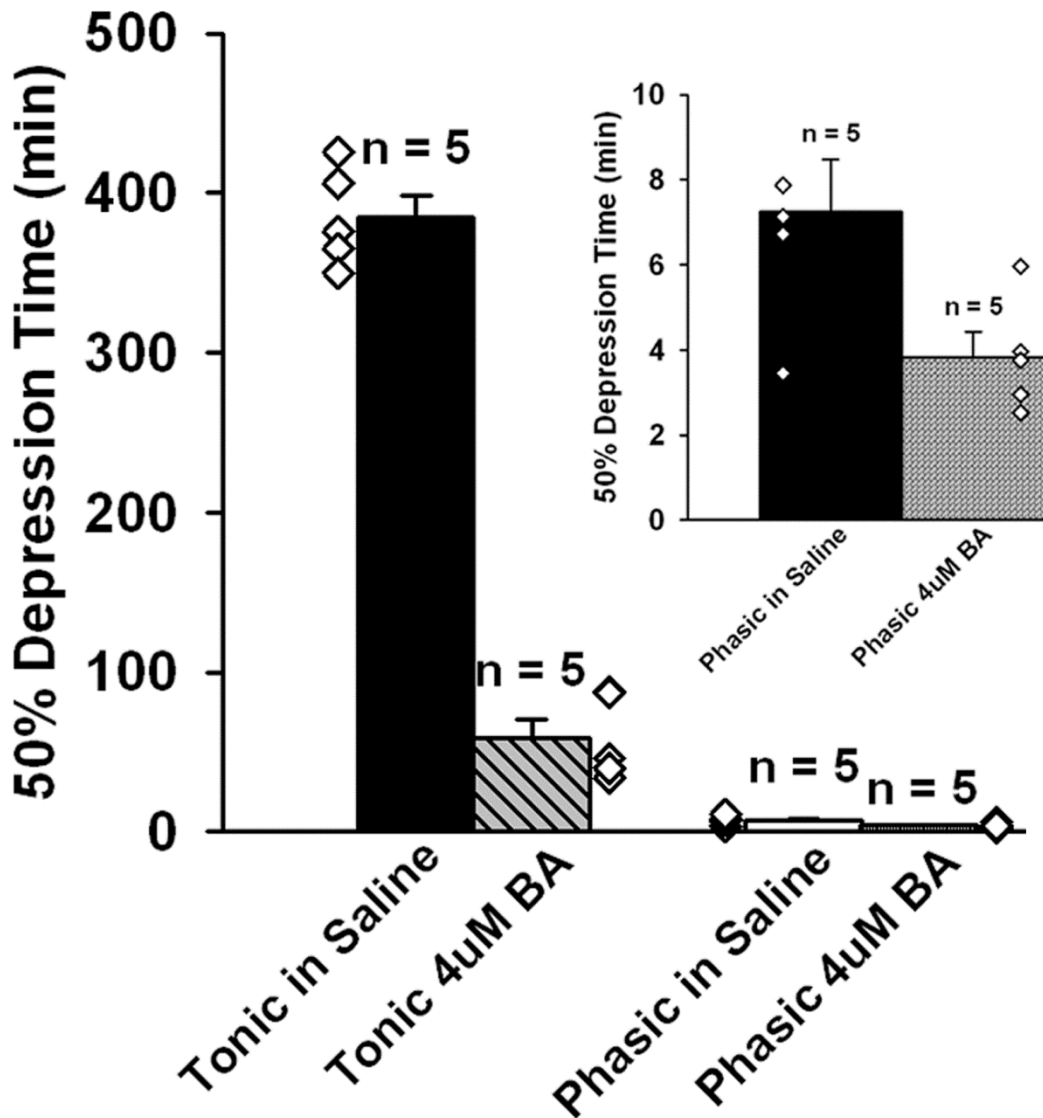 50% Depression Time (min)
500
400
300
200
100
0
n = 5
n = 5
n = 5
n = 5
Tonic in Saline
Tonic 4uM BA
Phasic in Saline
Phasic 4uM BA
50% Depression Time (min)
10
8
6
4
2
0
n = 5
n = 5
Phasic in Saline
Phasic 4uM BA